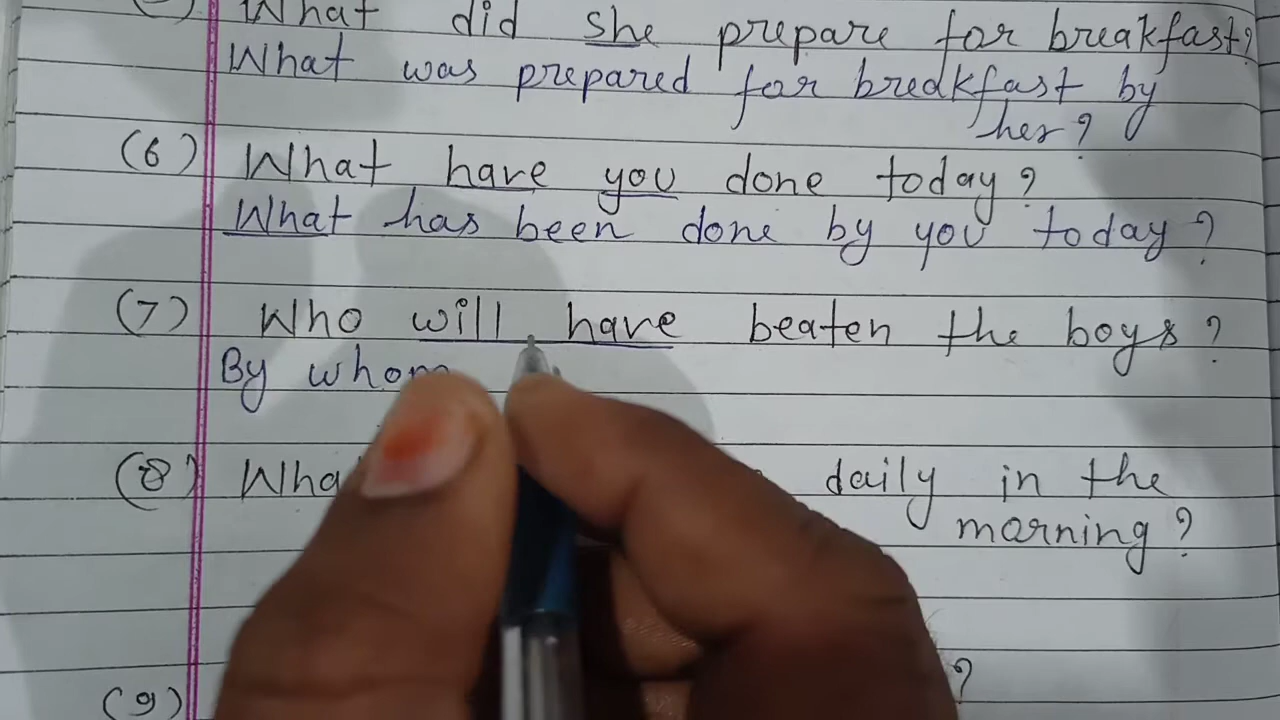 What did she prepare for breakfast?
What was prepared for breakfast by
her?
(6) What have you done today?
What has been done by you today?
(7) Who will have beaten the boys?
By whom
(8) daily in the
morning?
(9) ?